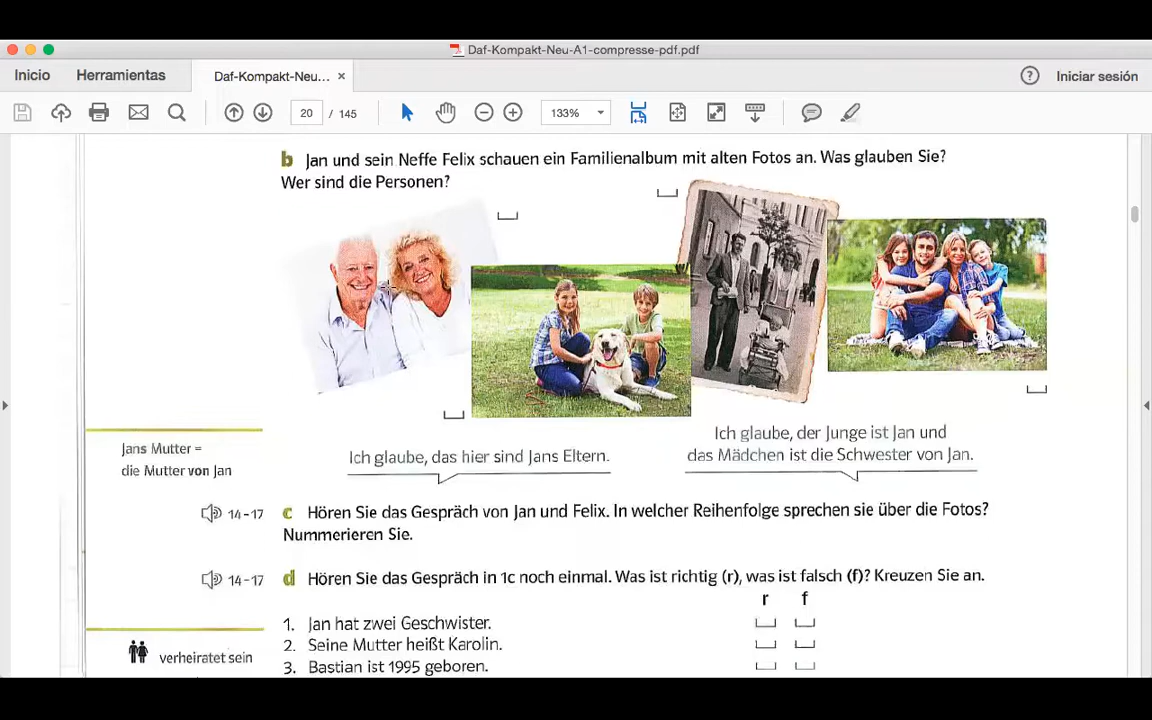 Daf-Kompakt-Neu-A1-compresse-pdf.pdf
Inicio
Herramientas
Daf-Kompakt-Neu...
Iniciar sesión
20 / 145
133%
b Jan und sein Neffe Felix schauen ein Familienalbum mit alten Fotos an. Was glauben Sie?
Wer sind die Personen?
Jans Mutter =
die Mutter von Jan
Ich glaube, das hier sind Jans Eltern.
Ich glaube, der Junge ist Jan und
das Mädchen ist die Schwester von Jan.
14-17
c Hören Sie das Gespräch von Jan und Felix. In welcher Reihenfolge sprechen sie über die Fotos?
Nummerieren Sie.
14-17
d Hören Sie das Gespräch in 1c noch einmal. Was ist richtig (r), was ist falsch (f)? Kreuzen Sie an.
r f
1. Jan hat zwei Geschwister.
2. Seine Mutter heißt Karolin.
3. Bastian ist 1995 geboren.
verheiratet sein